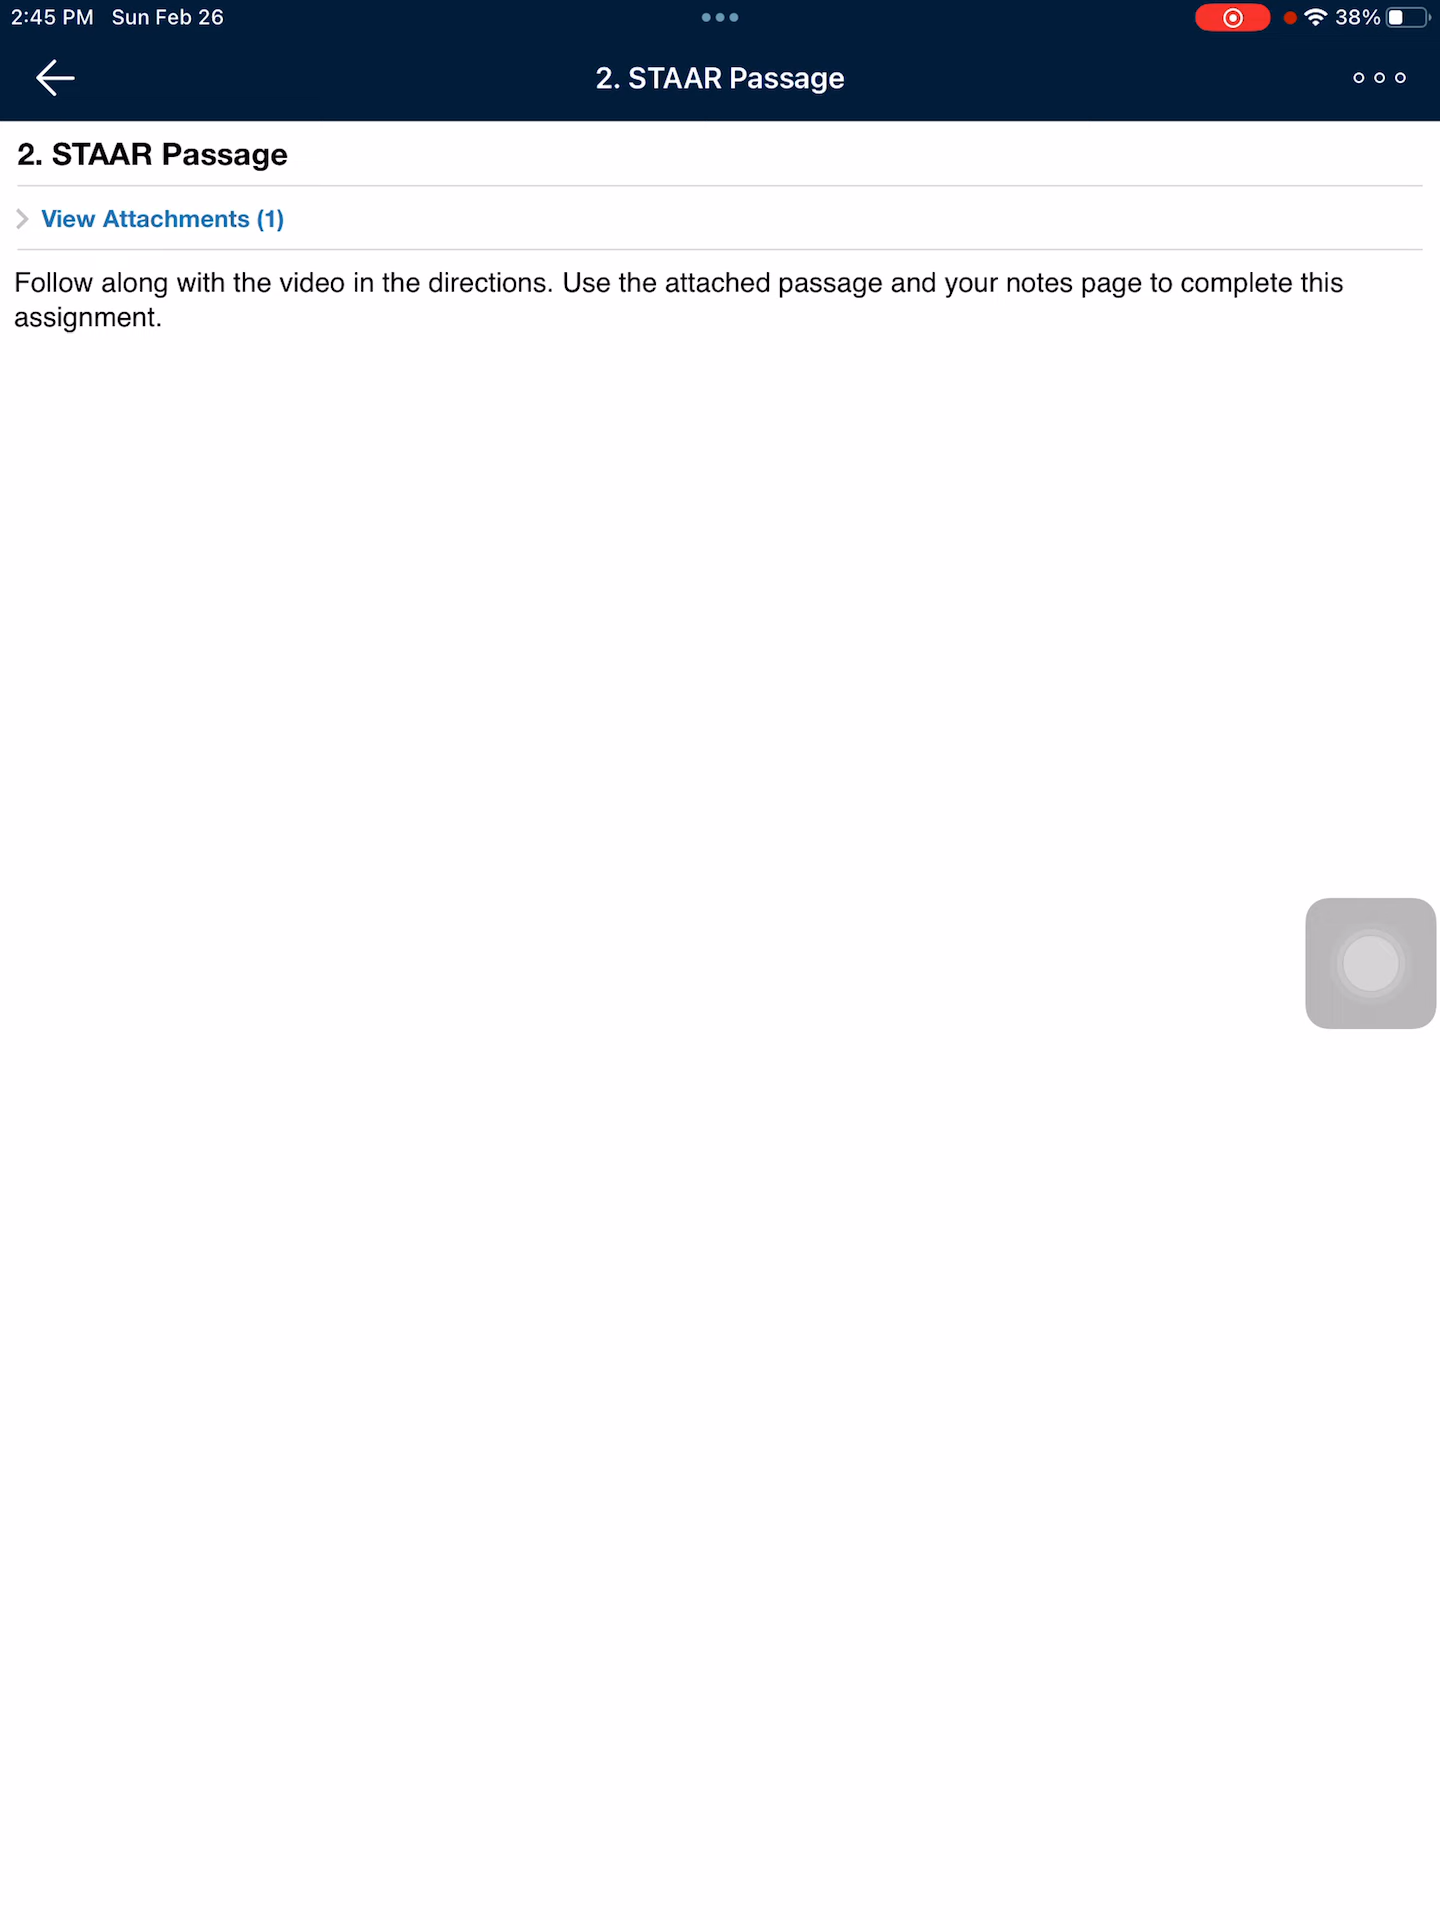 2:45 PM Sun Feb 26
38%
2. STAAR Passage
2. STAAR Passage
View Attachments (1)
Follow along with the video in the directions. Use the attached passage and your notes page to complete this
assignment.